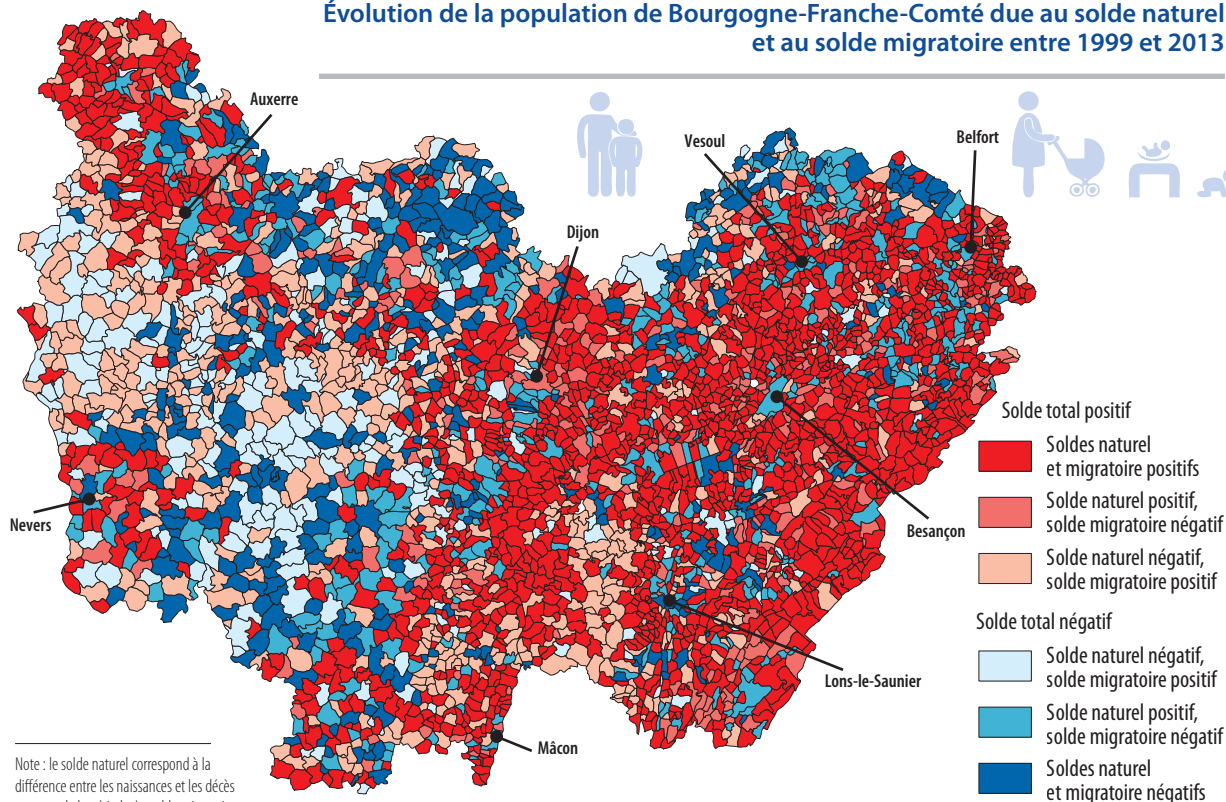 Évolution de la population de Bourgogne-Franche-Comté due au solde naturel
et au solde migratoire entre 1999 et 2013
Auxerre
Vesoul
Belfort
Dijon
Nevers
Besançon
Lons-le-Saunier
Mâcon
Solde total positif
Soldes naturel
et migratoire positifs
Solde naturel positif,
solde migratoire négatif
Solde naturel négatif,
solde migratoire positif
Solde total négatif
Solde naturel négatif,
solde migratoire positif
Solde naturel positif,
solde migratoire négatif
Soldes naturel
et migratoire négatifs
Note : le solde naturel correspond à la
différence entre les naissances et les décès